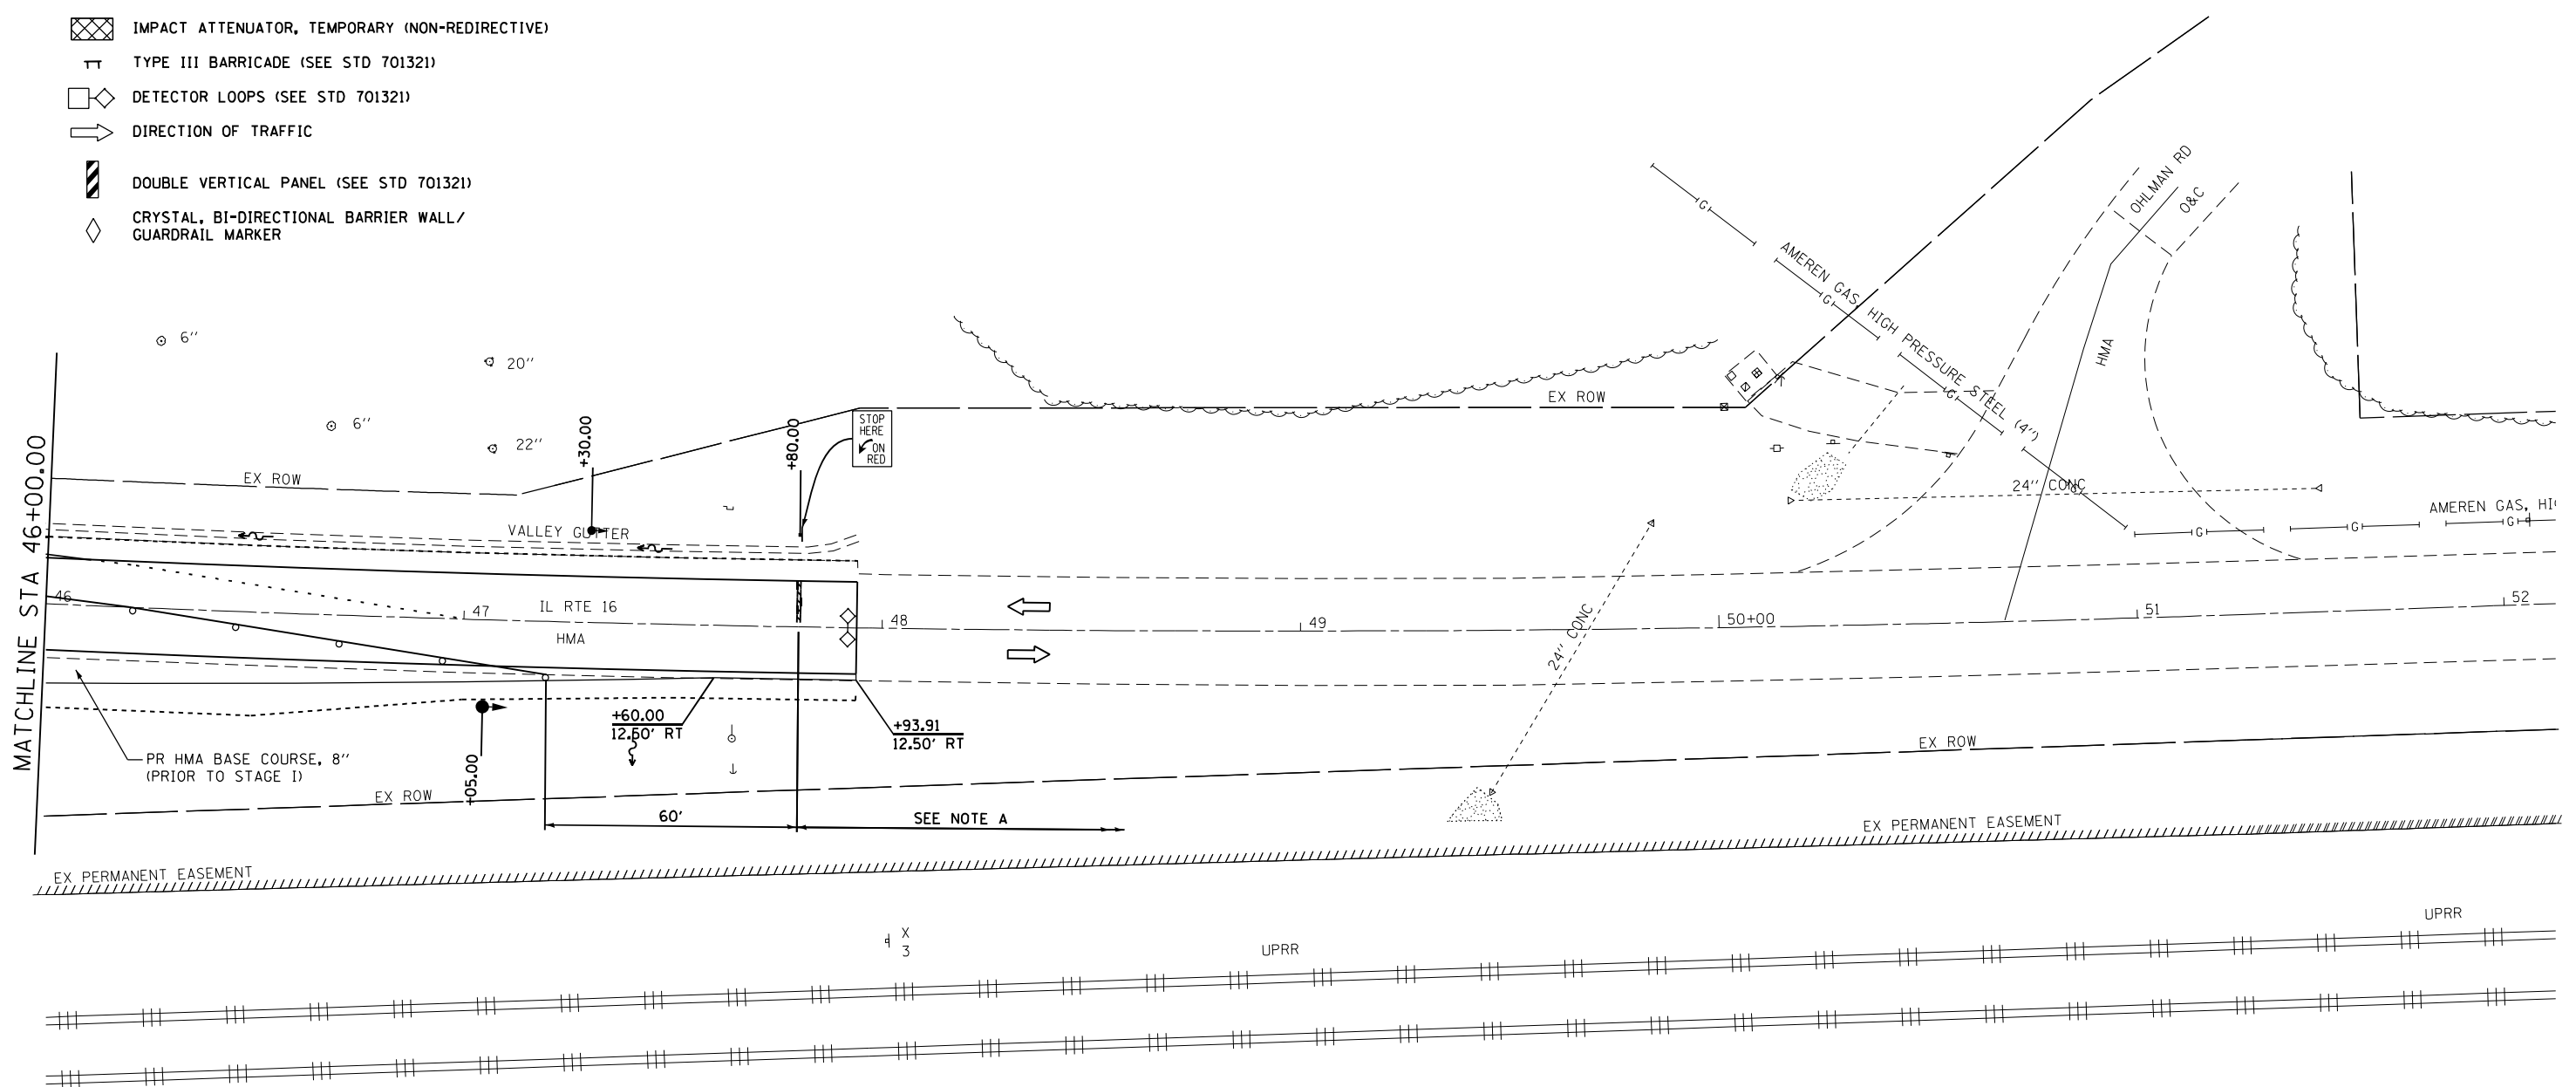 IMPACT ATTENUATOR, TEMPORARY (NON-REDIRECTIVE)
TYPE III BARRICADE (SEE STD 701321)
DETECTOR LOOPS (SEE STD 701321)
DIRECTION OF TRAFFIC
DOUBLE VERTICAL PANEL (SEE STD 701321)
CRYSTAL, BI-DIRECTIONAL BARRIER WALL/
GUARDRAIL MARKER
OHLMAN RD
O&C
G
AMEREN GAS, HIGH PRESSURE STEEL (4'')
G
G
G
HMA
6''
20''
6''
22''
EX ROW
+30.00
+80.00
STOP
HERE
ON
RED
EX ROW
24'' CONC
AMEREN GAS, HI
G
G
G
MATCHLINE STA 46+00.00
VALLEY GUTTER
46
47
IL RTE 16
HMA
48
49
50+00
51
52
24'' CONC
+60.00
12.50' RT
+93.91
12.50' RT
PR HMA BASE COURSE, 8''
(PRIOR TO STAGE I)
+05.00
EX ROW
EX ROW
60'
SEE NOTE A
EX PERMANENT EASEMENT
EX PERMANENT EASEMENT
X
3
UPRR
UPRR